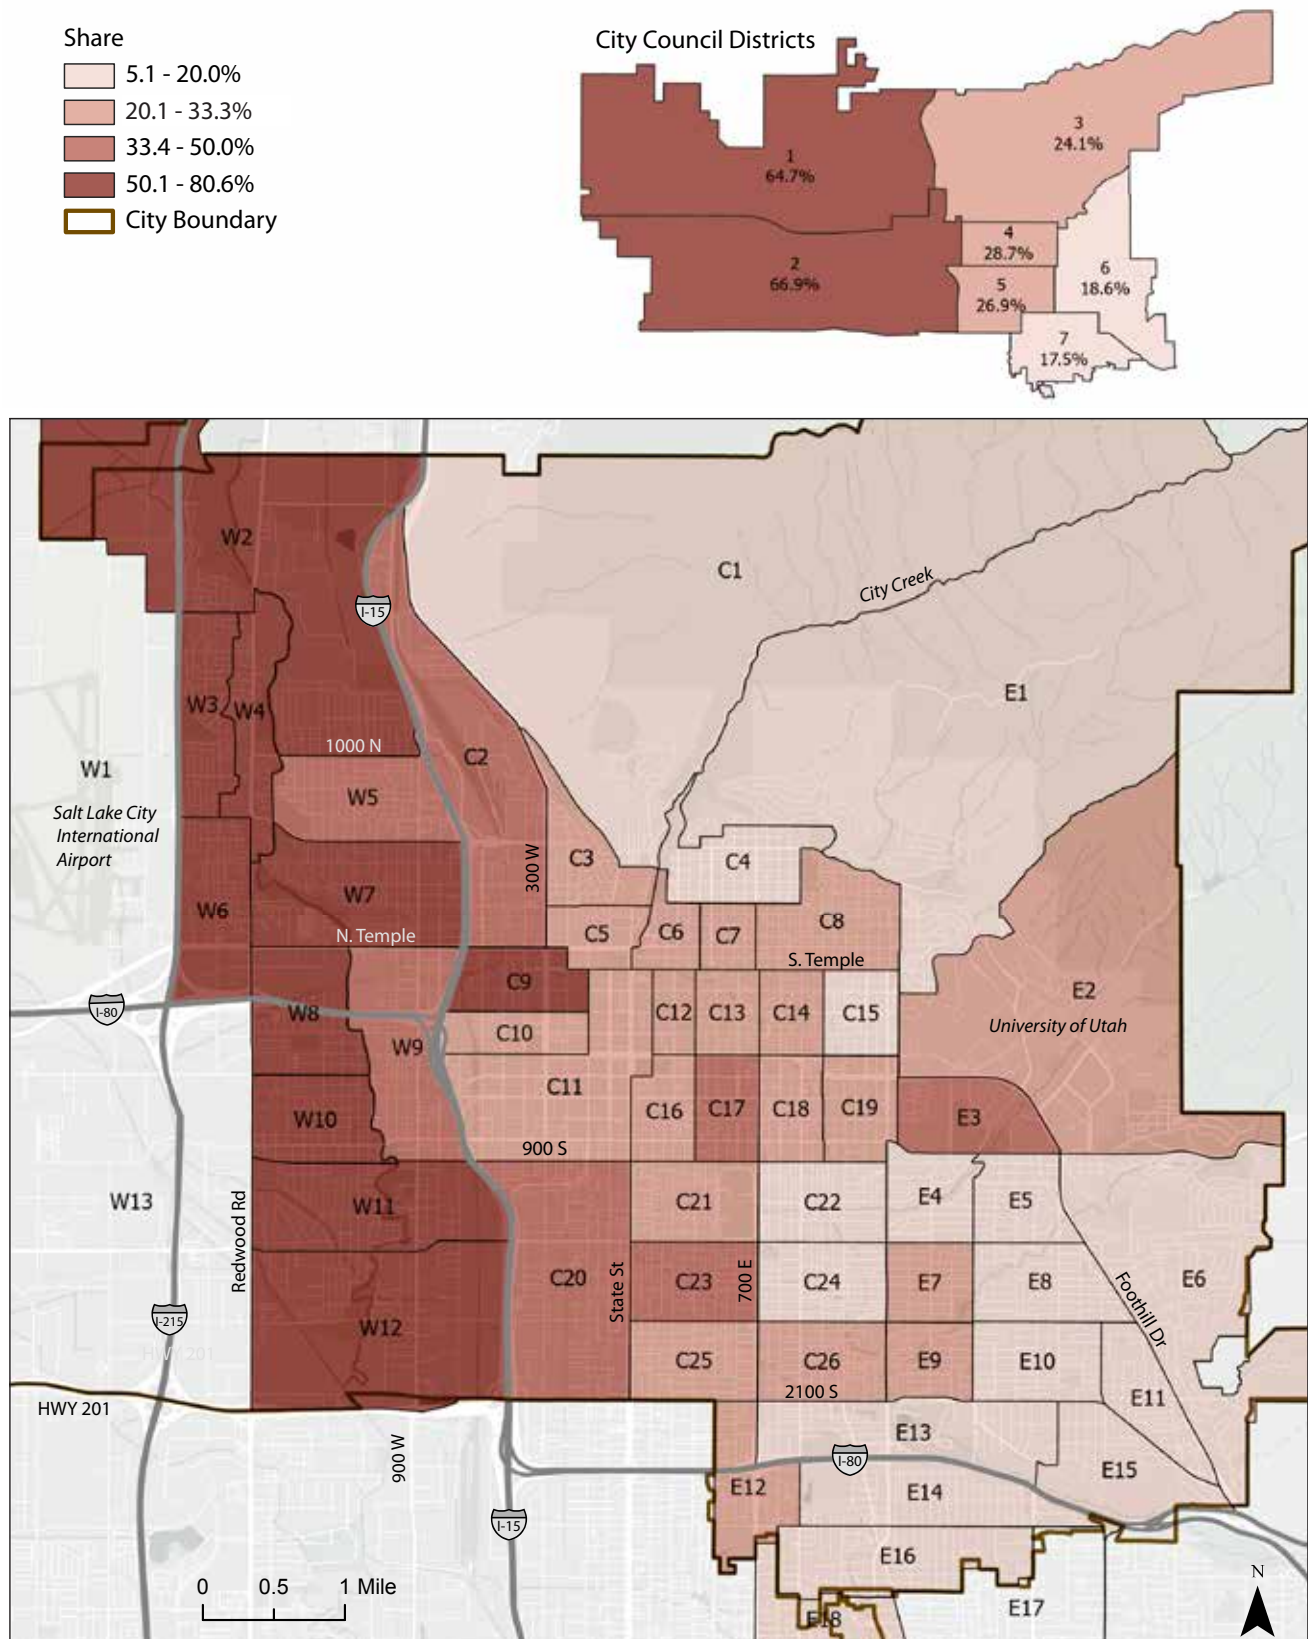 Share
5.1 - 20.0%
20.1 - 33.3%
33.4 - 50.0%
50.1 - 80.6%
City Boundary
City Council Districts
1
64.7%
2
66.9%
3
24.1%
4
28.7%
5
26.9%
6
18.6%
7
17.5%
W2
C1
City Creek
I-15
E1
W3
W4
1000 N
C2
W1
W5
Salt Lake City
International
Airport
300 W
C3
C4
W7
W6
N. Temple
C5
C6
C7
C8
S. Temple
C9
E2
University of Utah
I-80
W8
C10
C12
C13
C14
C15
W9
C11
W10
C16
C17
C18
C19
E3
900 S
W13
Redwood Rd
W11
C21
C22
E4
E5
C20
State St
C23
700 E
C24
E7
E8
E6
Foothill Dr
I-215
HWY 201
W12
C25
C26
E9
E10
2100 S
E11
HWY 201
900 W
E13
I-80
E15
E12
E14
I-15
E16
0 0.5 1 Mile
E18
E17
N